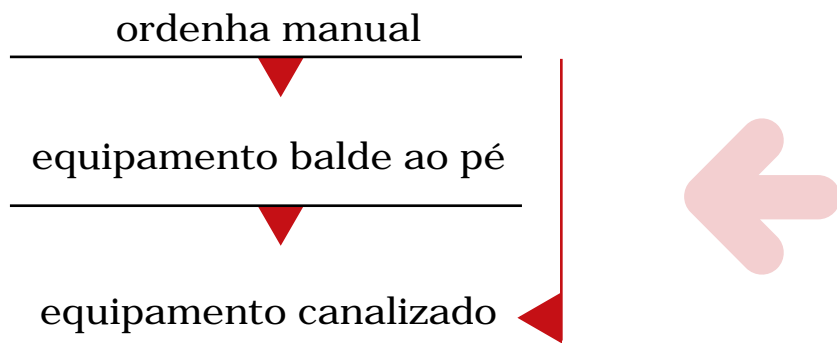 ordenha manual
equipamento balde ao pé
equipamento canalizado